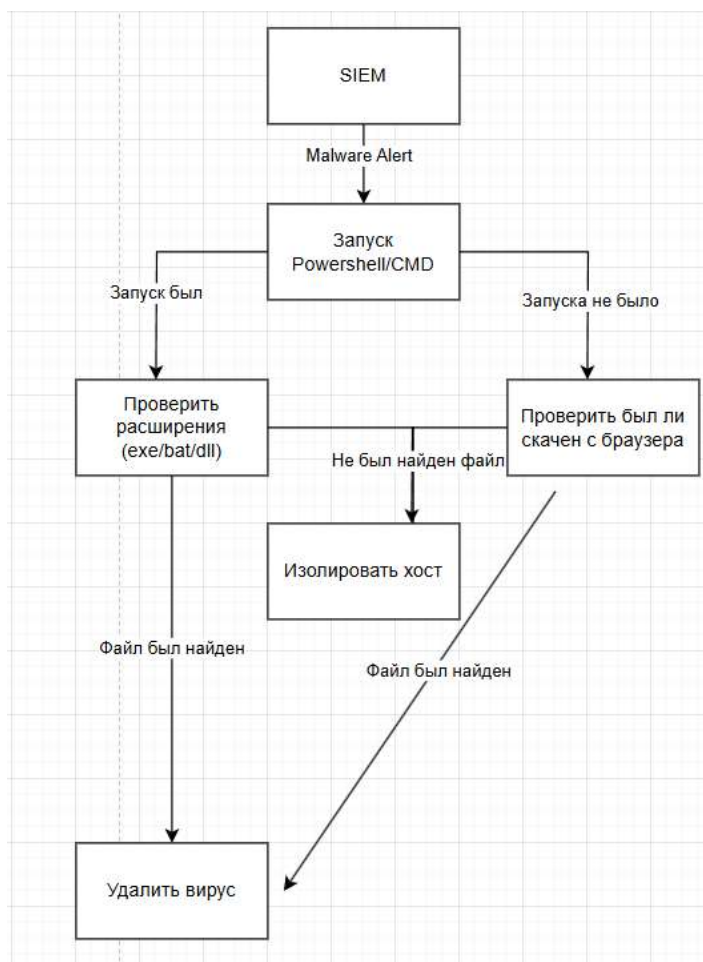 SIEM
Malware Alert
Запуск
Powershell/CMD
Запуск был
Запуска не было
Проверить
расширения
(exe/bat/dll)
Проверить был ли
скачен с браузера
Не был найден файл
Изолировать хост
Файл был найден
Файл был найден
Удалить вирус